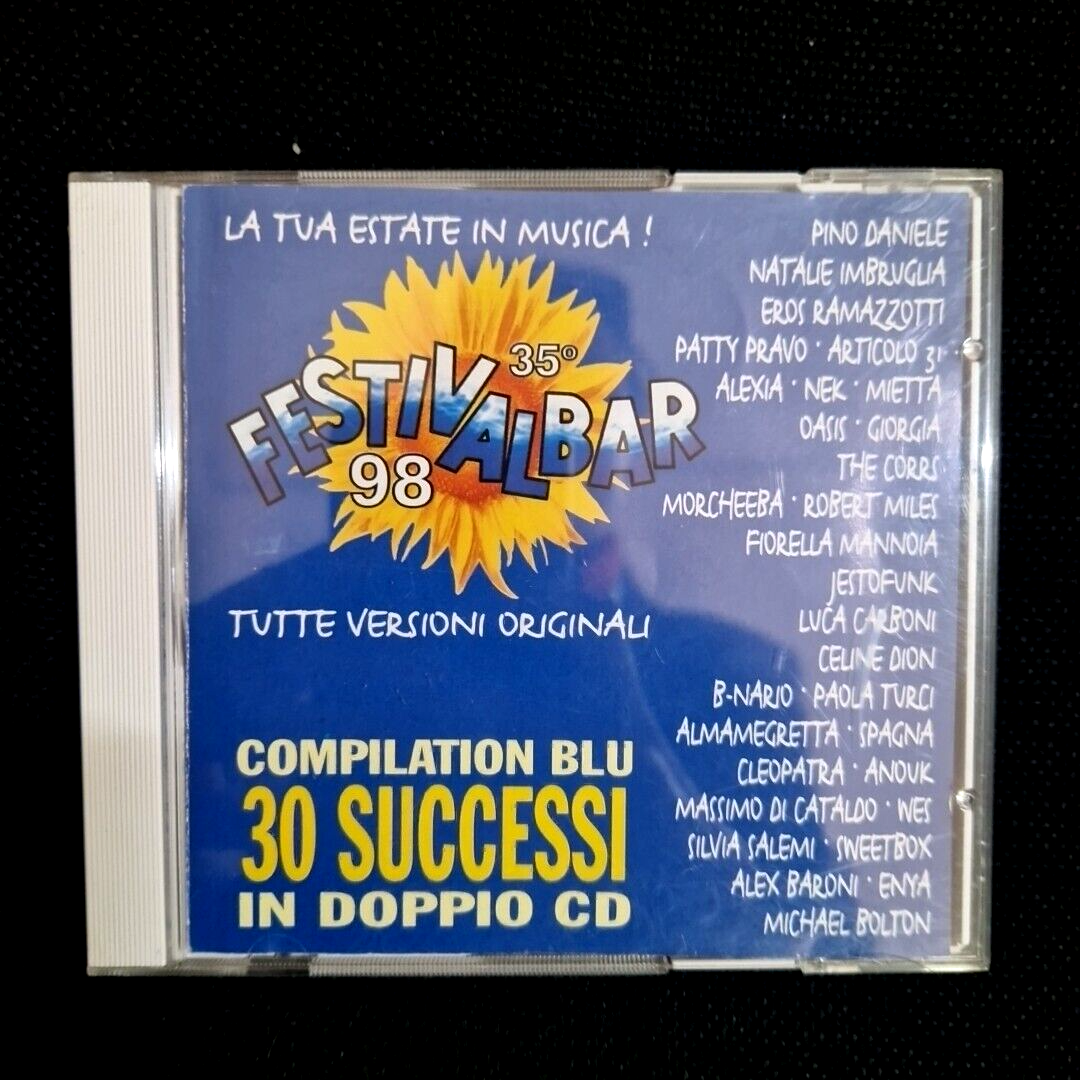 LA TUA ESTATE IN MUSICA !
35º
FESTIVALBAR
98
TUTTE VERSIONI ORIGINALI
COMPILATION BLU
30 SUCCESSI
IN DOPPIO CD
PINO DANIELE
NATALIE IMBRUGLIA
EROS RAMAZZOTTI
PATTY PRAVO · ARTICOLO 31
ALEXIA · NEK · MIETTA
OASIS · GIORGIA
THE CORRS
MORCHEEBA · ROBERT MILES
FIORELLA MANNOIA
JESTOFUNK
LUCA CARBONI
CELINE DION
B-NARIO · PAOLA TURCI
ALMAMEGRETTA · SPAGNA
CLEOPATRA · ANOUK
MASSIMO DI CATALDO · WES
SILVIA SALEMI · SWEETBOX
ALEX BARONI · ENYA
MICHAEL BOLTON